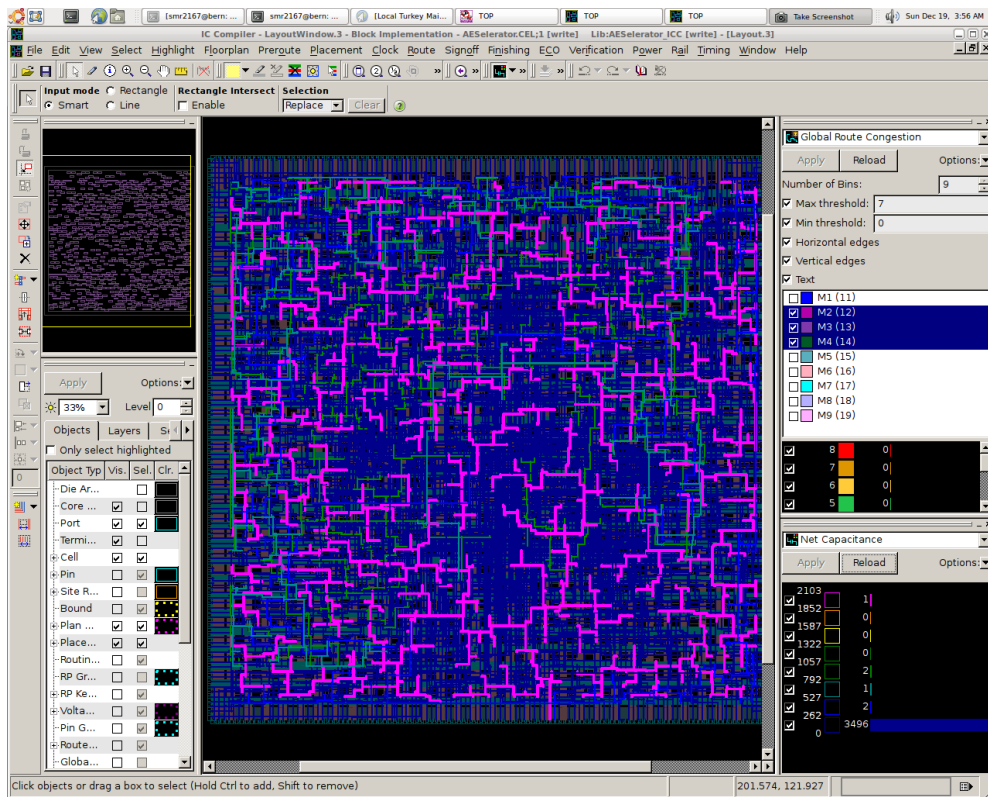 [smr2167@bern: ...
smr2167@bern: ...
[Local Turkey Mai...
TOP
TOP
TOP
Take Screenshot
Sun Dec 19, 3:56 AM
IC Compiler - LayoutWindow.3 - Block Implementation - AESelerator.CEL;1 [write] Lib:AESelerator_ICC [write] - [Layout.3]
File Edit View Select Highlight Floorplan Preroute Placement Clock Route Signoff Finishing ECO Verification Power Rail Timing Window Help
Input mode Rectangle Rectangle Intersect Selection
Smart Line Enable Replace Clear
Global Route Congestion
Apply Reload Options:
Number of Bins: 9
Max threshold: 7
Min threshold: 0
Horizontal edges
Vertical edges
Text
M1 (11)
M2 (12)
M3 (13)
M4 (14)
M5 (15)
M6 (16)
M7 (17)
M8 (18)
M9 (19)
8 0
7 0
6 0
5 0
Net Capacitance
Apply Reload Options:
2103
1
1852
0
1587
0
1322
0
1057
2
792
1
527
2
262
3496
0
Apply Options:
33% Level 0
Objects Layers
Only select highlighted
Object Typ Vis. Sel. Clr.
Die Ar...
Core ...
Port
Termi...
Cell
Pin
Site R...
Bound
Plan ...
Place...
Routin...
RP Gr...
RP Ke...
Volta...
Pin G...
Route...
Globa...
0
Click objects or drag a box to select (Hold Ctrl to add, Shift to remove)
201.574, 121.927